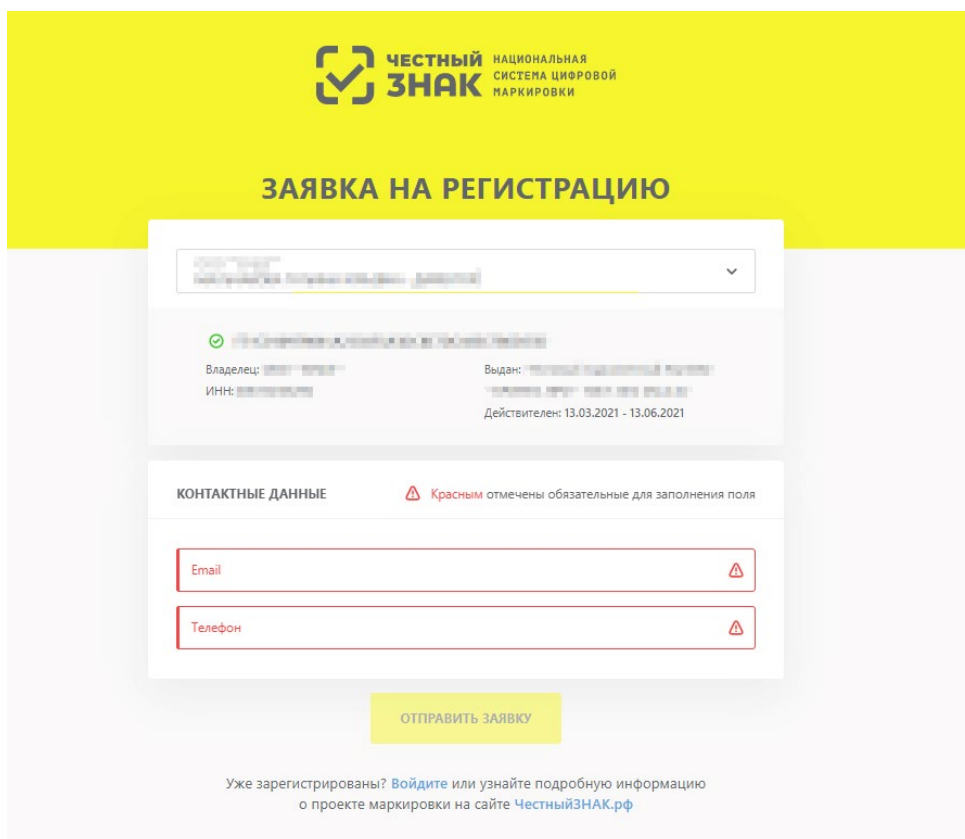 ЧЕСТНЫЙ
ЗНАК
НАЦИОНАЛЬНАЯ
СИСТЕМА ЦИФРОВОЙ
МАРКИРОВКИ
ЗАЯВКА НА РЕГИСТРАЦИЮ
Владелец:
ИНН:
Выдан:
Действителен: 13.03.2021 - 13.06.2021
КОНТАКТНЫЕ ДАННЫЕ
Красным отмечены обязательные для заполнения поля
Email
Телефон
ОТПРАВИТЬ ЗАЯВКУ
Уже зарегистрированы? Войдите или узнайте подробную информацию
о проекте маркировки на сайте ЧестныйЗНАК.рф